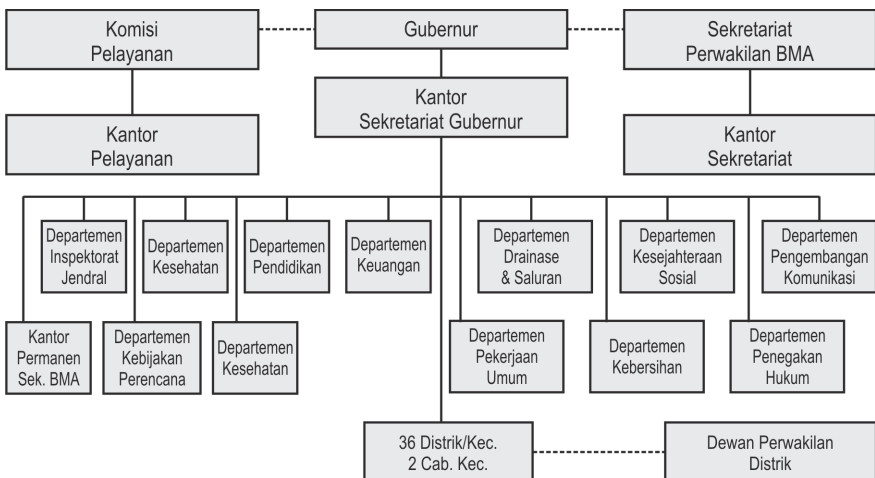 Komisi
Pelayanan
Gubernur
Sekretariat
Perwakilan BMA
Kantor
Sekretariat Gubernur
Kantor
Pelayanan
Kantor
Sekretariat
Departemen
Inspektorat
Jendral
Departemen
Kesehatan
Departemen
Pendidikan
Departemen
Keuangan
Departemen
Drainase
& Saluran
Departemen
Kesejahteraan
Sosial
Departemen
Pengembangan
Komunikasi
Kantor
Permanen
Sek. BMA
Departemen
Kebijakan
Perencana
Departemen
Kesehatan
Departemen
Pekerjaan
Umum
Departemen
Kebersihan
Departemen
Penegakan
Hukum
36 Distrik/Kec.
2 Cab. Kec.
Dewan Perwakilan
Distrik